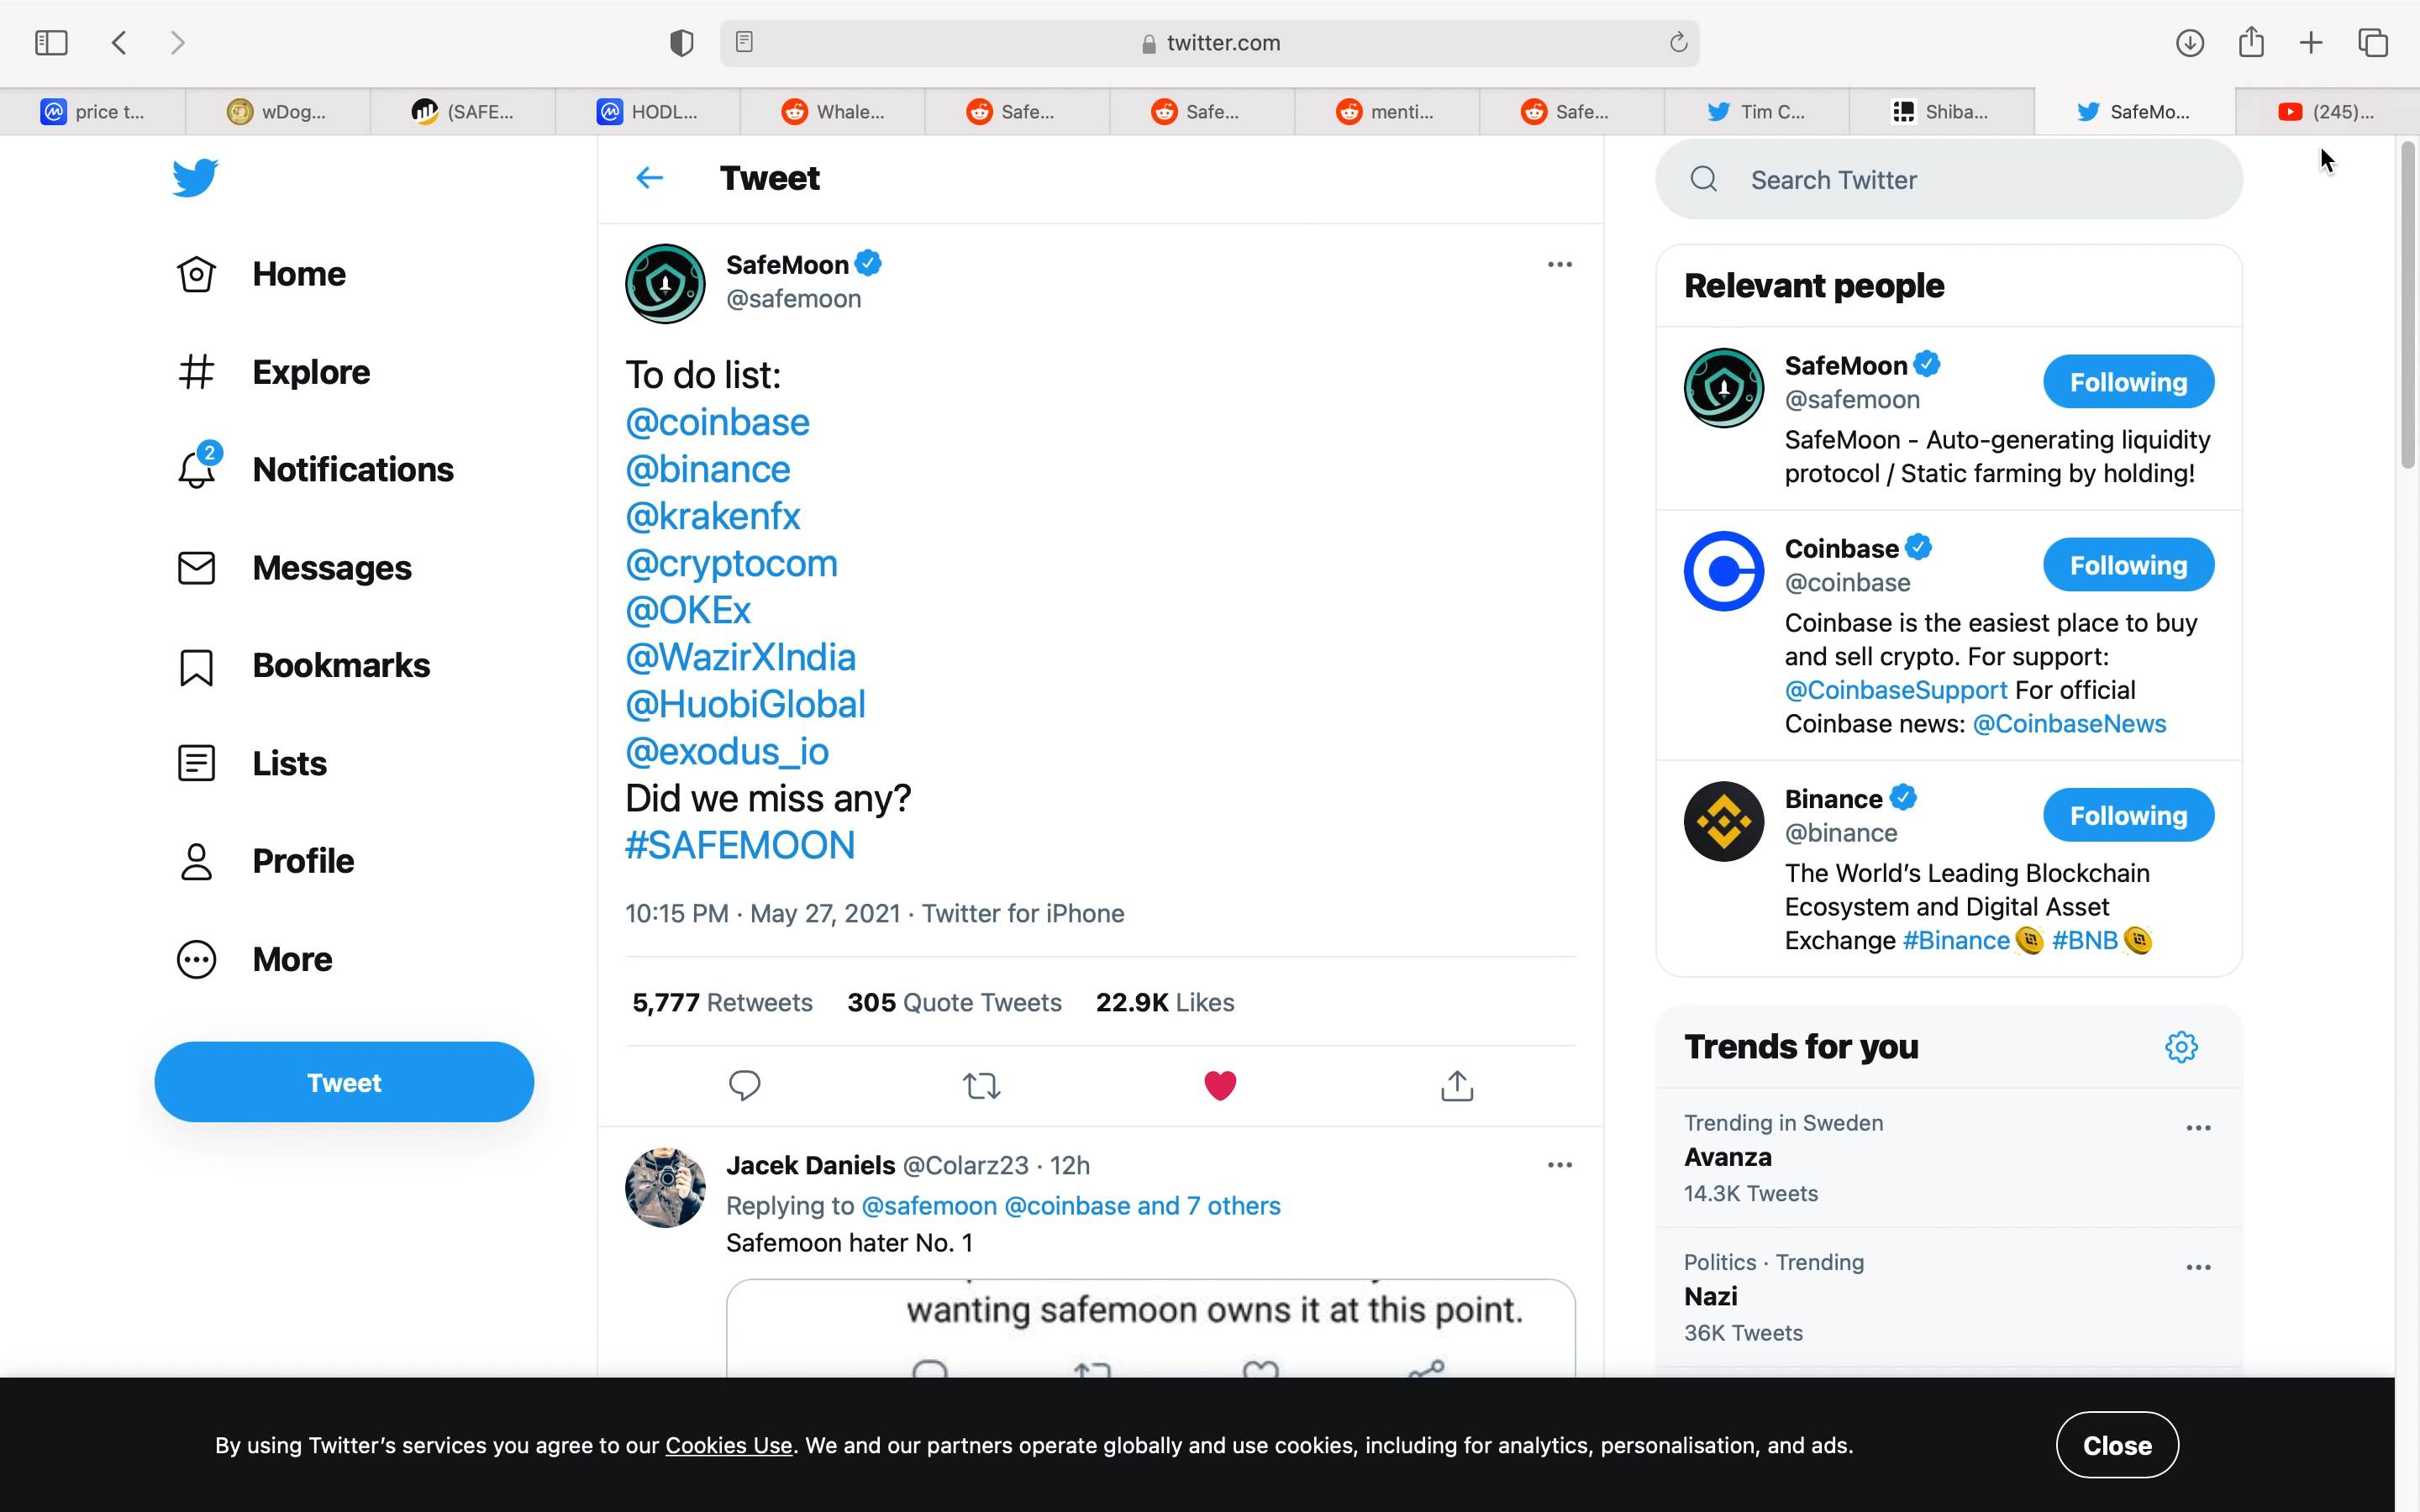 twitter.com
price t...
wDog...
(SAFE...
HODL...
Whale...
Safe...
Safe...
menti...
Safe...
Tim C...
Shiba...
SafeMo...
(245)...
Home
Explore
2
Notifications
Messages
Bookmarks
Lists
Profile
More
Tweet
Tweet
SafeMoon
@safemoon
To do list:
@coinbase
@binance
@krakenfx
@cryptocom
@OKEx
@WazirXIndia
@HuobiGlobal
@exodus_io
Did we miss any?
#SAFEMOON
10:15 PM · May 27, 2021 · Twitter for iPhone
5,777 Retweets 305 Quote Tweets 22.9K Likes
Jacek Daniels @Colarz23 · 12h
Replying to @safemoon @coinbase and 7 others
Safemoon hater No. 1
wanting safemoon owns it at this point.
Search Twitter
Relevant people
SafeMoon
@safemoon
Following
SafeMoon - Auto-generating liquidity
protocol / Static farming by holding!
Coinbase
@coinbase
Following
Coinbase is the easiest place to buy
and sell crypto. For support:
@CoinbaseSupport For official
Coinbase news: @CoinbaseNews
Binance
@binance
Following
The World's Leading Blockchain
Ecosystem and Digital Asset
Exchange #Binance #BNB
Trends for you
Trending in Sweden
Avanza
14.3K Tweets
Politics · Trending
Nazi
36K Tweets
By using Twitter's services you agree to our Cookies Use. We and our partners operate globally and use cookies, including for analytics, personalisation, and ads.
Close